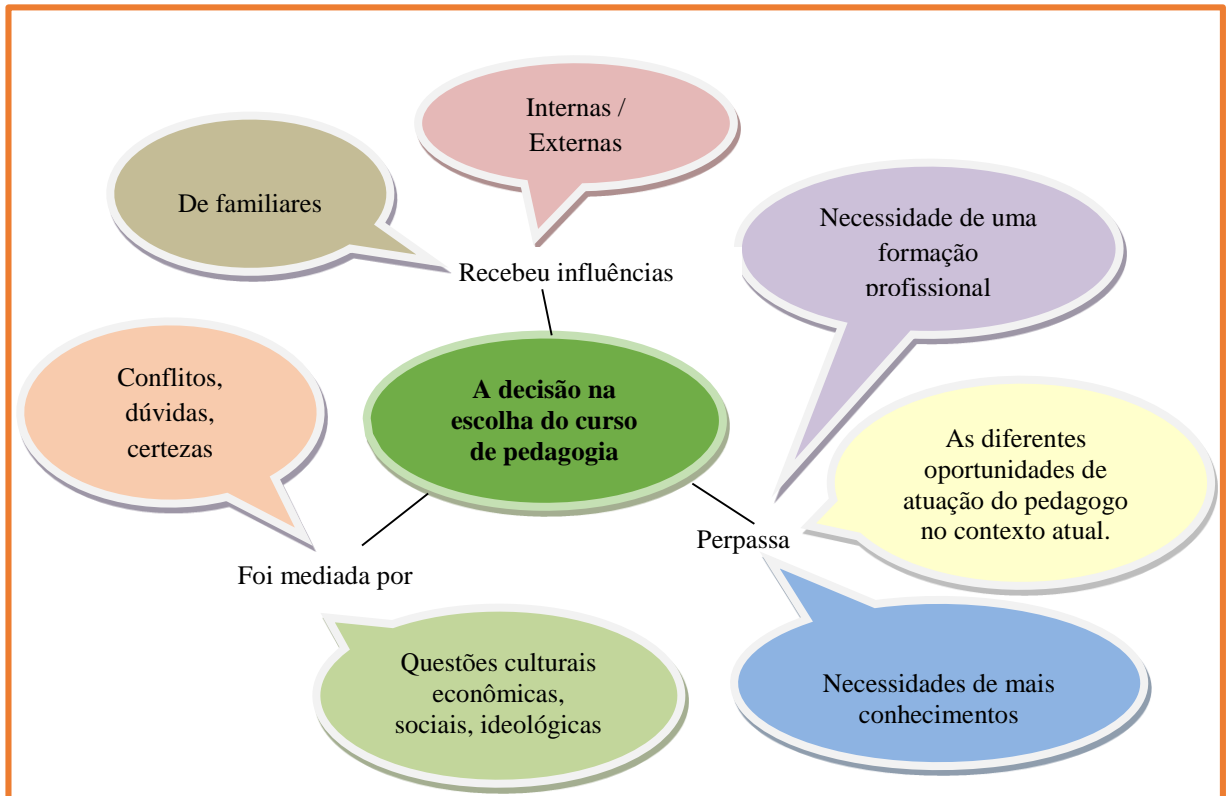 Internas /
Externas
De familiares
Recebeu influências
Necessidade de uma
formação
profissional
A decisão na
escolha do curso
de pedagogia
Conflitos,
dúvidas,
certezas
As diferentes
oportunidades de
atuação do pedagogo
no contexto atual.
Perpassa
Foi mediada por
Questões culturais
econômicas,
sociais, ideológicas
Necessidades de mais
conhecimentos